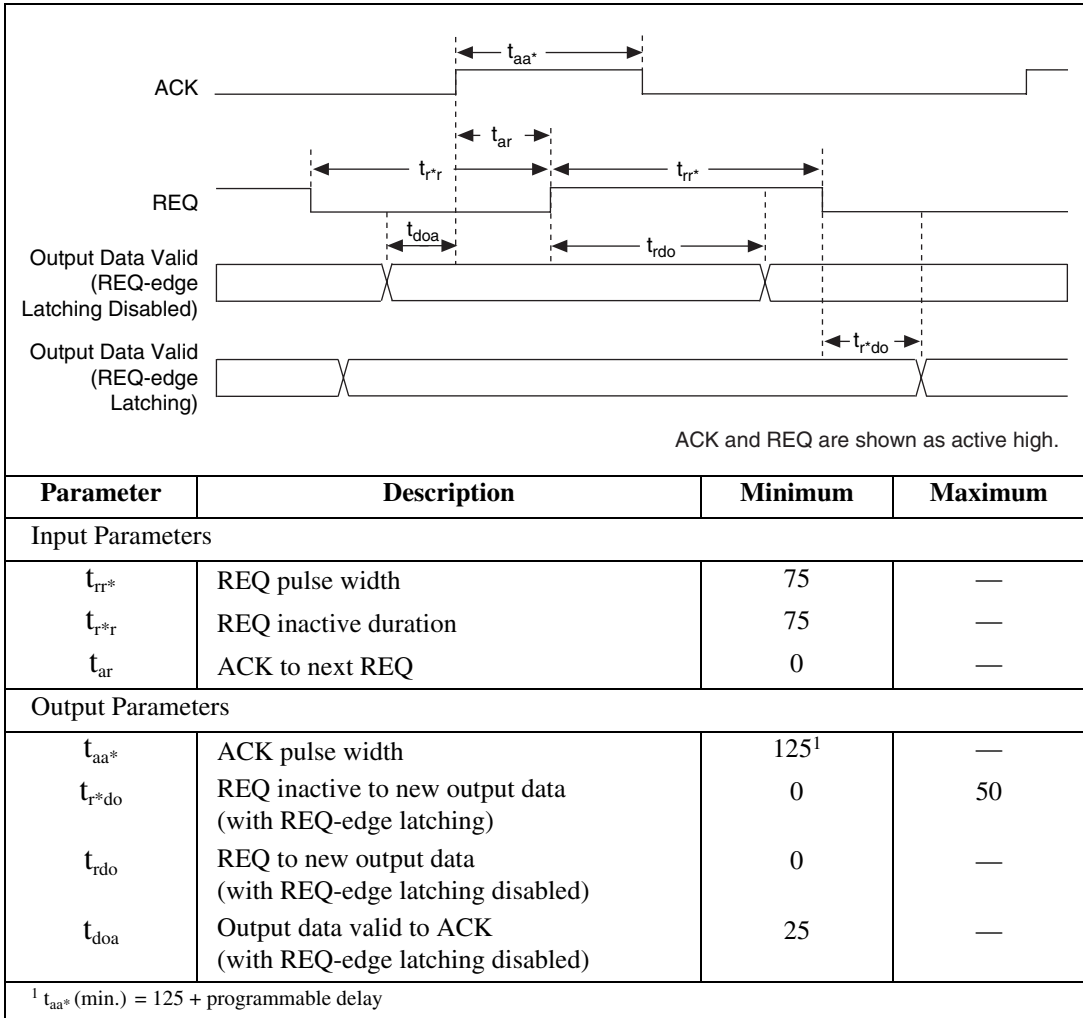 t_aa*
ACK
t_ar
t_r*r
t_rr*
REQ
t_doa
t_rdo
Output Data Valid
(REQ-edge
Latching Disabled)
t_r*do
Output Data Valid
(REQ-edge
Latching)
ACK and REQ are shown as active high.
Parameter Description Minimum Maximum
Input Parameters
t_rr* REQ pulse width 75 —
t_r*r REQ inactive duration 75 —
t_ar ACK to next REQ 0 —
Output Parameters
t_aa* ACK pulse width 125¹ —
t_r*do REQ inactive to new output data 0 50
(with REQ-edge latching)
t_rdo REQ to new output data 0 —
(with REQ-edge latching disabled)
t_doa Output data valid to ACK 25 —
(with REQ-edge latching disabled)
¹ t_aa* (min.) = 125 + programmable delay